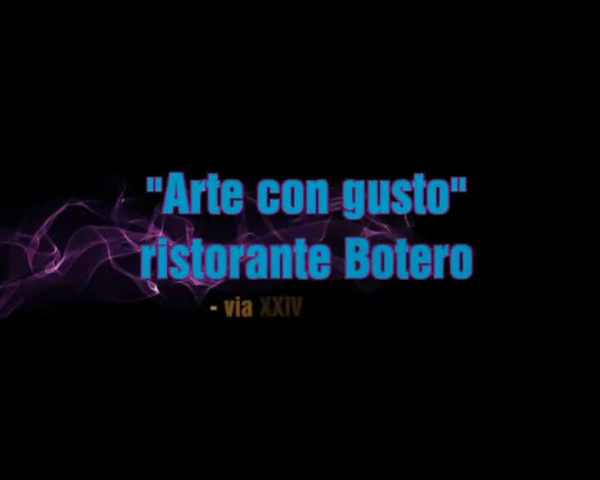 "Arte con gusto"
ristorante Botero
- via XXIV